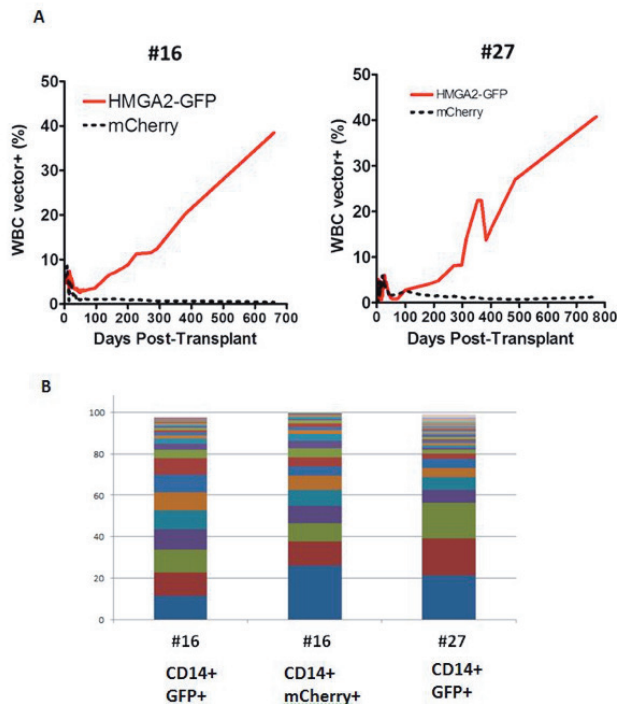 A
#16
50
40
30
20
10
0
WBC vector+ (%)
HMGA2-GFP
mCherry
0 100 200 300 400 500 600 700
Days Post-Transplant
#27
50
40
30
20
10
0
WBC vector+ (%)
HMGA2-GFP
mCherry
0 100 200 300 400 500 600 700 800
Days Post-Transplant
B
100
80
60
40
20
0
#16 #16 #27
CD14+ CD14+ CD14+
GFP+ mCherry+ GFP+